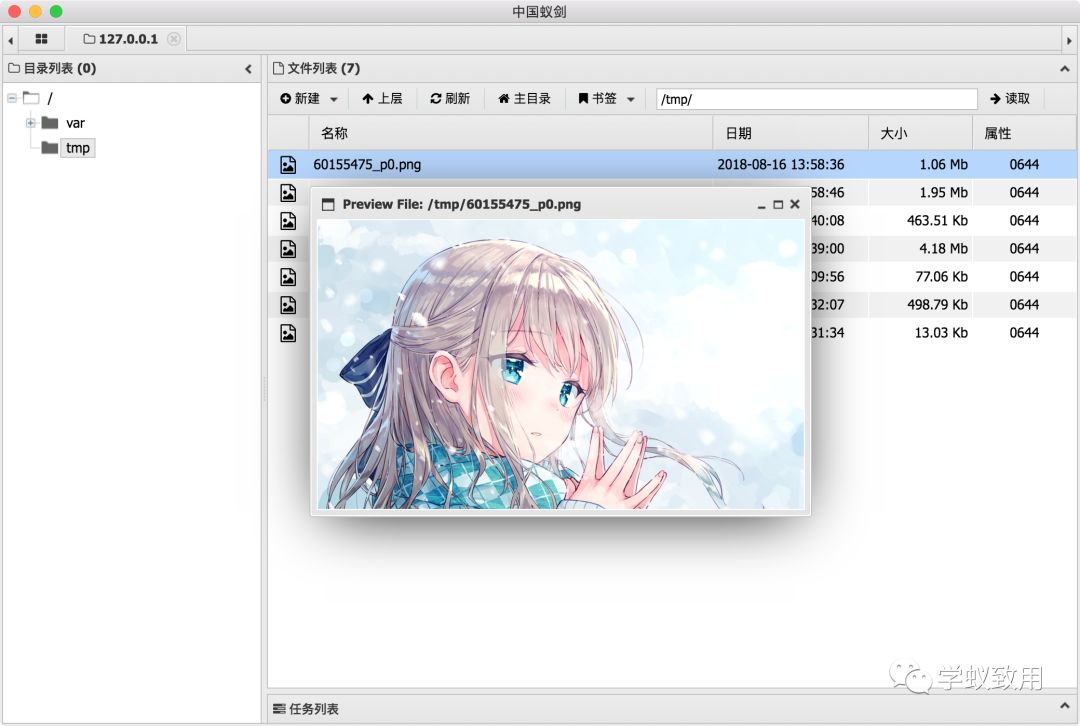 中国蚁剑
127.0.0.1
目录列表 (0)
/
var
tmp
文件列表 (7)
新建 上层 刷新 主目录 书签 /tmp/ 读取
名称 日期 大小 属性
60155475_p0.png 2018-08-16 13:58:36 1.06 Mb 0644
58:46 1.95 Mb 0644
Preview File: /tmp/60155475_p0.png
40:08 463.51 Kb 0644
39:00 4.18 Mb 0644
09:56 77.06 Kb 0644
32:07 498.79 Kb 0644
31:34 13.03 Kb 0644
学蚁致用
任务列表